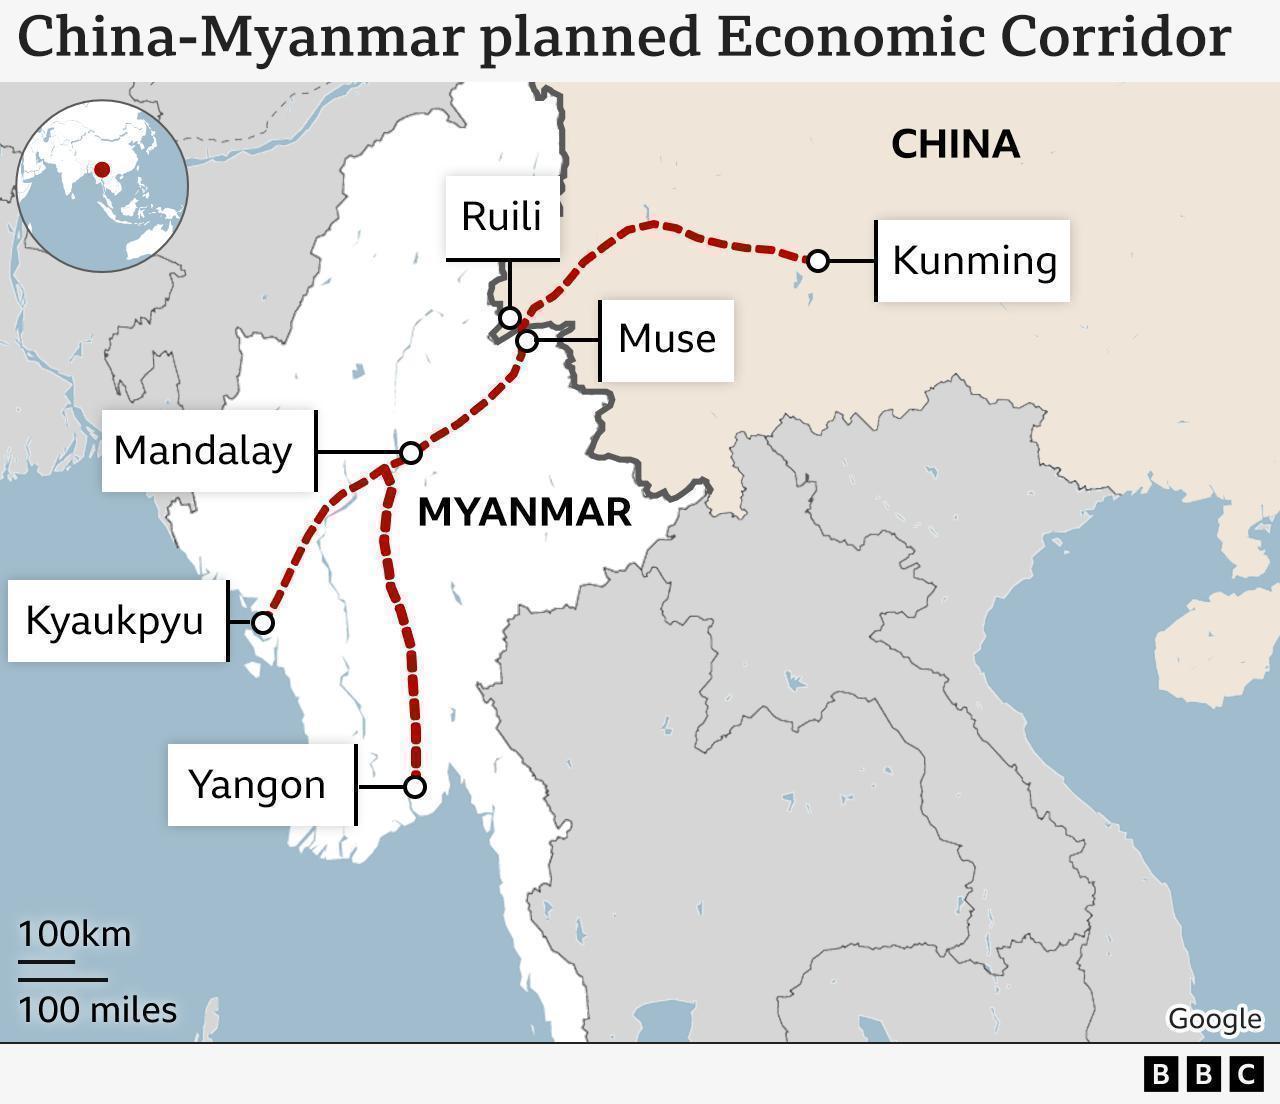 China-Myanmar planned Economic Corridor
CHINA
Ruili
Kunming
Muse
Mandalay
MYANMAR
Kyaukpyu
Yangon
100km
100 miles
Google
BBC